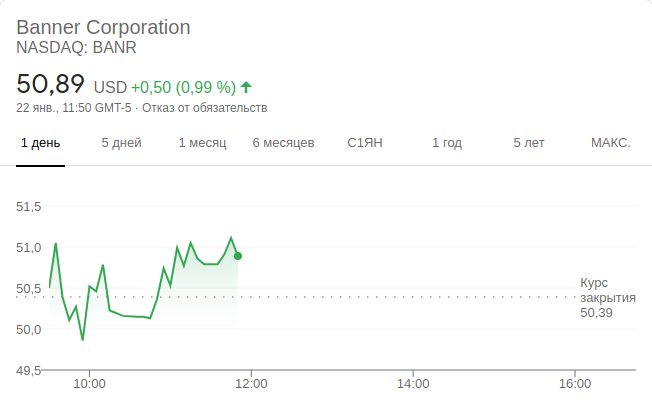 Banner Corporation
NASDAQ: BANR
50,89 USD +0,50 (0,99 %)
22 янв., 11:50 GMT-5 · Отказ от обязательств
1 день 5 дней 1 месяц 6 месяцев С1ЯН 1 год 5 лет МАКС.
51,5
51,0
50,5
50,0
49,5
Курс
закрытия
50,39
10:00 12:00 14:00 16:00